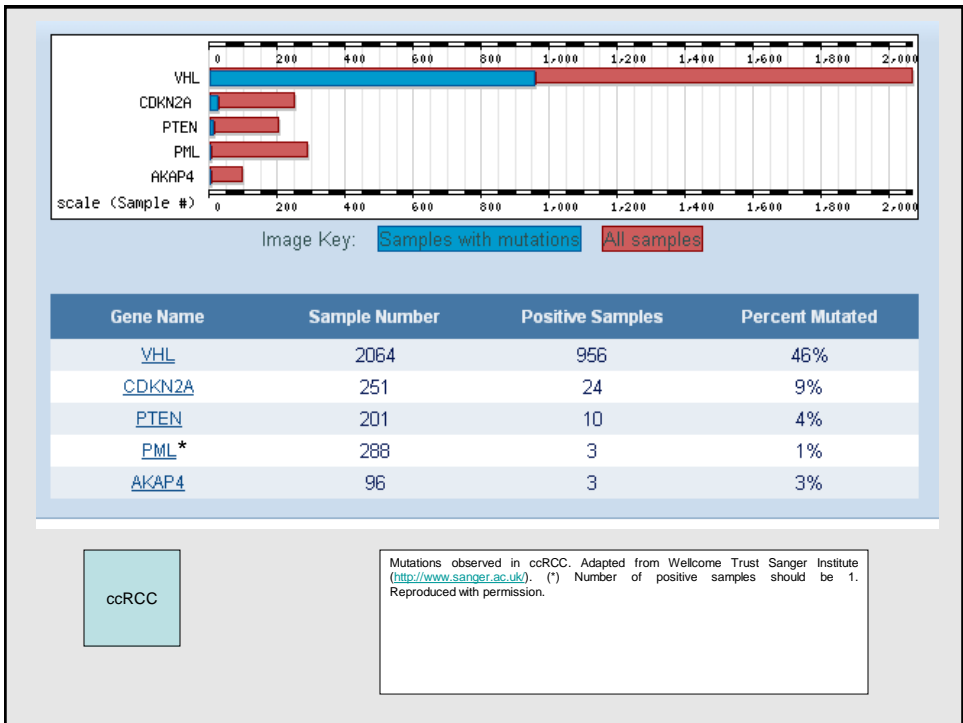 0 200 400 600 800 1,000 1,200 1,400 1,600 1,800 2,000
VHL
CDKN2A
PTEN
PML
AKAP4
scale (Sample #) 0 200 400 600 800 1,000 1,200 1,400 1,600 1,800 2,000
Image Key: Samples with mutations All samples
Gene Name Sample Number Positive Samples Percent Mutated
VHL 2064 956 46%
CDKN2A 251 24 9%
PTEN 201 10 4%
PML* 288 3 1%
AKAP4 96 3 3%
ccRCC
Mutations observed in ccRCC. Adapted from Wellcome Trust Sanger Institute
(http://www.sanger.ac.uk/). (*) Number of positive samples should be 1.
Reproduced with permission.